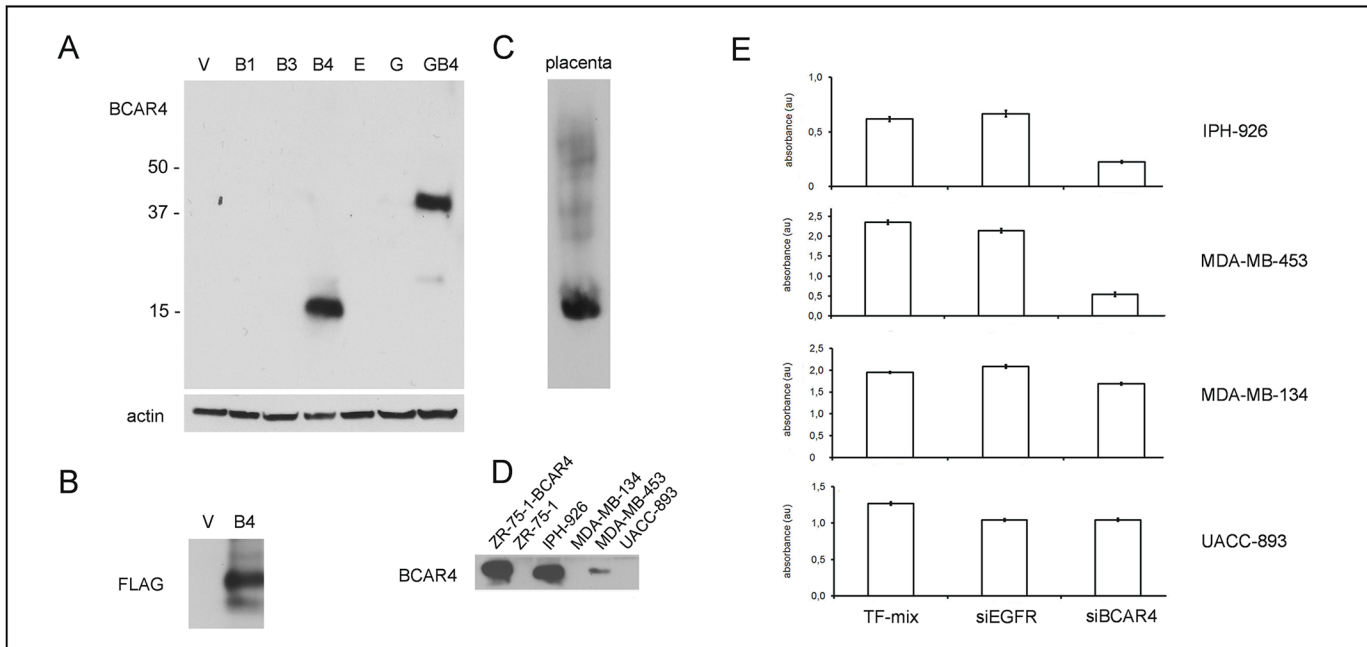 A
V B1 B3 B4 E G GB4
BCAR4
50 -
37 -
15 -
actin
B
V B4
FLAG
C
placenta
D
ZR-75-1-BCAR4
ZR-75-1
IPH-926
MDA-MB-134
MDA-MB-453
UACC-893
BCAR4
E
absorbance (au)
1,0
0,5
0
IPH-926
absorbance (au)
2,5
2,0
1,5
1,0
0,5
0,0
MDA-MB-453
absorbance (au)
2,5
2,0
1,5
1,0
0,5
0
MDA-MB-134
absorbance (au)
1,5
1,0
0,5
0,0
UACC-893
TF-mix siEGFR siBCAR4